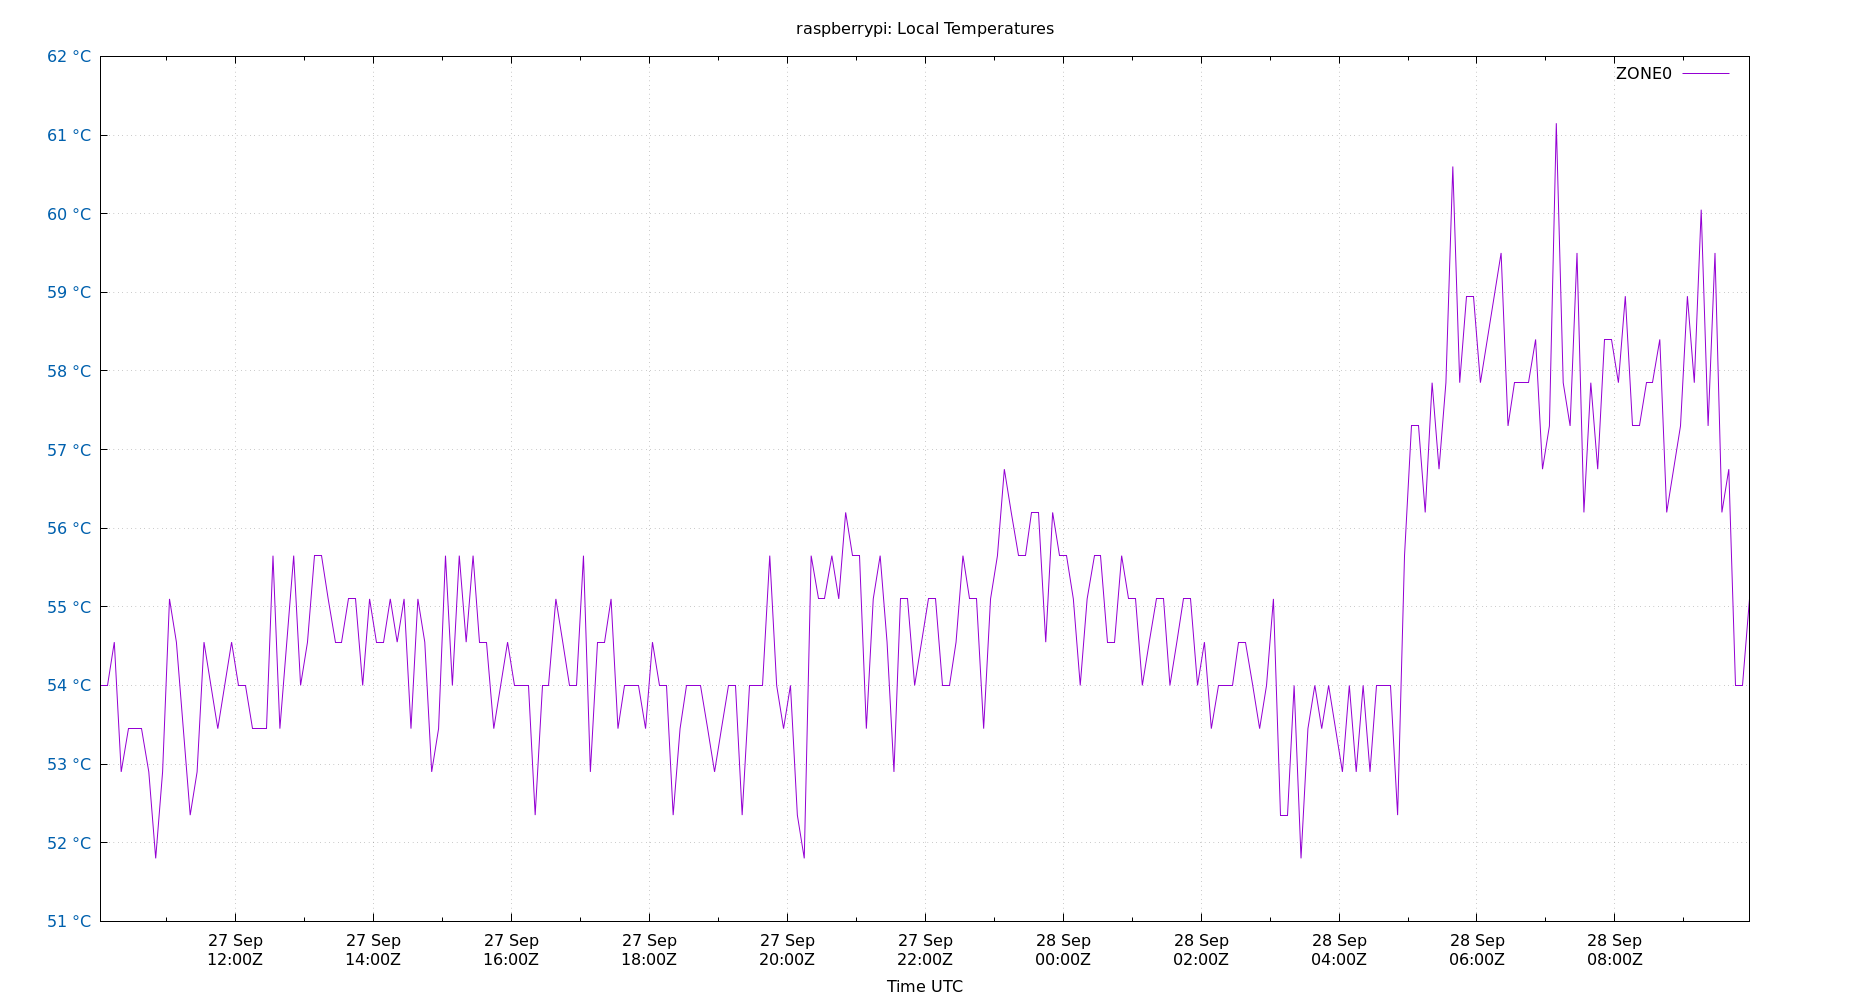 raspberrypi: Local Temperatures
62 °C
ZONE0
61 °C
60 °C
59 °C
58 °C
57 °C
56 °C
55 °C
54 °C
53 °C
52 °C
51 °C
27 Sep 27 Sep 27 Sep 27 Sep 27 Sep 27 Sep 28 Sep 28 Sep 28 Sep 28 Sep 28 Sep
12:00Z 14:00Z 16:00Z 18:00Z 20:00Z 22:00Z 00:00Z 02:00Z 04:00Z 06:00Z 08:00Z
Time UTC